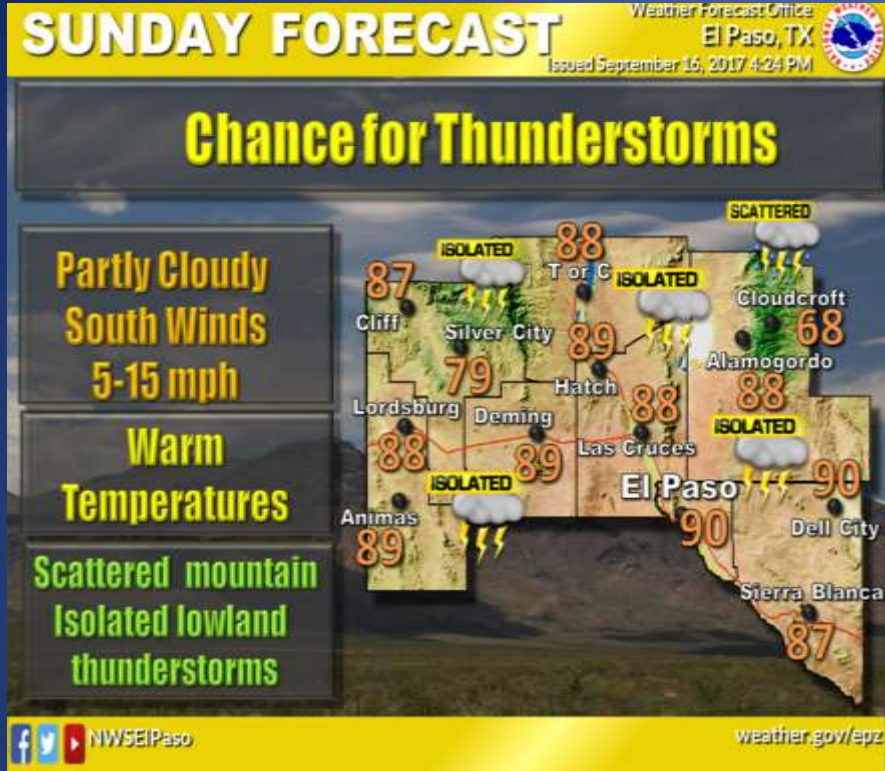 SUNDAY FORECAST
Weather Forecast Office
El Paso, TX
Issued September 16, 2017 4:24 PM
Chance for Thunderstorms
Partly Cloudy
South Winds
5-15 mph
Warm
Temperatures
Scattered mountain
Isolated lowland
thunderstorms
SCATTERED
ISOLATED
88
T or C
87
Cliff
ISOLATED
Cloudcroft
68
Silver City
79
89
Hatch
Alamogordo
88
Lordsburg
88
Deming
89
88
Las Cruces
ISOLATED
ISOLATED
El Paso
90
90
Dell City
Animas
89
Sierra Blanca
87
NWSElPaso
weather.gov/epz